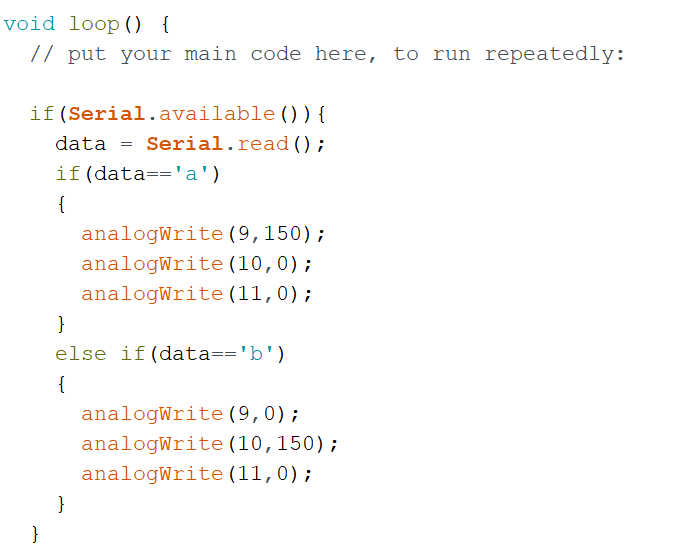 void loop() {
  // put your main code here, to run repeatedly:

  if(Serial.available()){
    data = Serial.read();
    if(data=='a')
    {
      analogWrite(9,150);
      analogWrite(10,0);
      analogWrite(11,0);
    }
    else if(data=='b')
    {
      analogWrite(9,0);
      analogWrite(10,150);
      analogWrite(11,0);
    }
  }